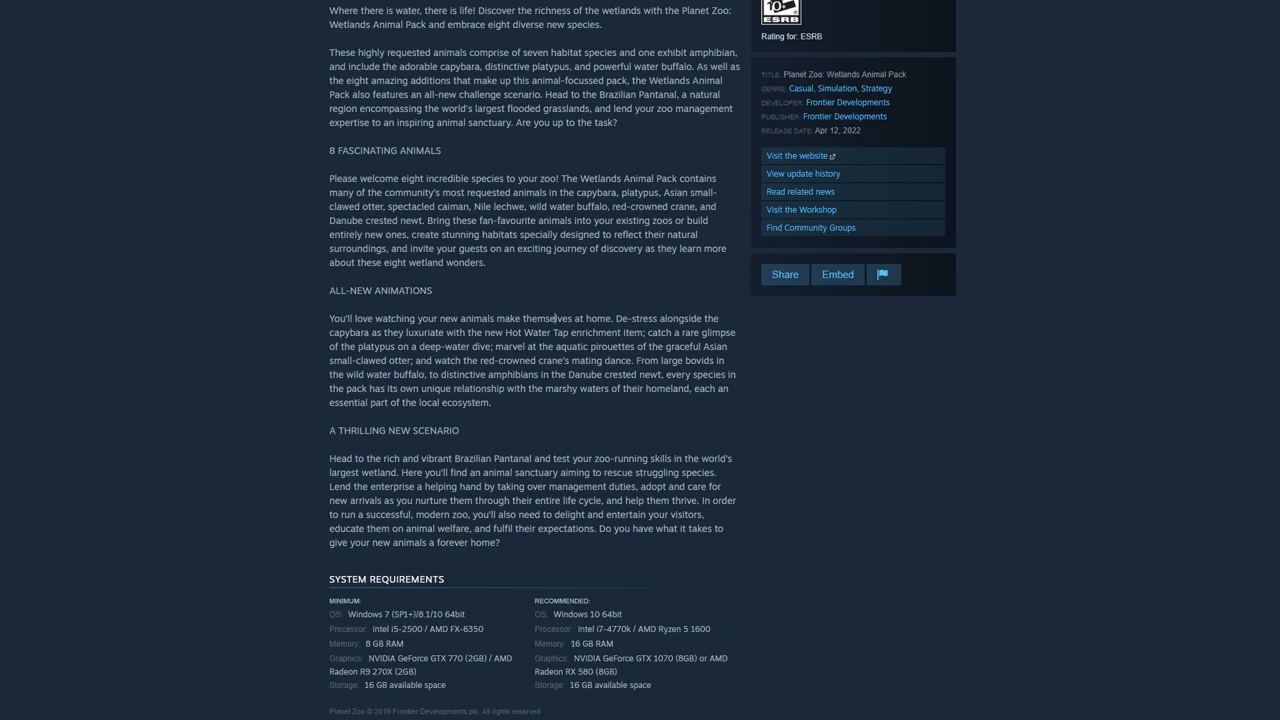 Where there is water, there is life! Discover the richness of the wetlands with the Planet Zoo:
Wetlands Animal Pack and embrace eight diverse new species.
These highly requested animals comprise of seven habitat species and one exhibit amphibian,
and include the adorable capybara, distinctive platypus, and powerful water buffalo. As well as
the eight amazing additions that make up this animal-focussed pack, the Wetlands Animal
Pack also features an all-new challenge scenario. Head to the Brazilian Pantanal, a natural
region encompassing the world's largest flooded grasslands, and lend your zoo management
expertise to an inspiring animal sanctuary. Are you up to the task?
8 FASCINATING ANIMALS
Please welcome eight incredible species to your zoo! The Wetlands Animal Pack contains
many of the community's most requested animals in the capybara, platypus, Asian small-
clawed otter, spectacled caiman, Nile lechwe, wild water buffalo, red-crowned crane, and
Danube crested newt. Bring these fan-favourite animals into your existing zoos or build
entirely new ones, create stunning habitats specially designed to reflect their natural
surroundings, and invite your guests on an exciting journey of discovery as they learn more
about these eight wetland wonders.
ALL-NEW ANIMATIONS
You'll love watching your new animals make themselves at home. De-stress alongside the
capybara as they luxuriate with the new Hot Water Tap enrichment item; catch a rare glimpse
of the platypus on a deep-water dive; marvel at the aquatic pirouettes of the graceful Asian
small-clawed otter; and watch the red-crowned crane's mating dance. From large bovids in
the wild water buffalo, to distinctive amphibians in the Danube crested newt, every species in
the pack has its own unique relationship with the marshy waters of their homeland, each an
essential part of the local ecosystem.
A THRILLING NEW SCENARIO
Head to the rich and vibrant Brazilian Pantanal and test your zoo-running skills in the world's
largest wetland. Here you'll find an animal sanctuary aiming to rescue struggling species.
Lend the enterprise a helping hand by taking over management duties, adopt and care for
new arrivals as you nurture them through their entire life cycle, and help them thrive. In order
to run a successful, modern zoo, you'll also need to delight and entertain your visitors,
educate them on animal welfare, and fulfil their expectations. Do you have what it takes to
give your new animals a forever home?
SYSTEM REQUIREMENTS
MINIMUM:
OS: Windows 7 (SP1+)/8.1/10 64bit
Processor: Intel i5-2500 / AMD FX-6350
Memory: 8 GB RAM
Graphics: NVIDIA GeForce GTX 770 (2GB) / AMD
Radeon R9 270X (2GB)
Storage: 16 GB available space
RECOMMENDED:
OS: Windows 10 64bit
Processor: Intel i7-4770k / AMD Ryzen 5 1600
Memory: 16 GB RAM
Graphics: NVIDIA GeForce GTX 1070 (8GB) or AMD
Radeon RX 580 (8GB)
Storage: 16 GB available space
Planet Zoo © 2019 Frontier Developments plc. All rights reserved.
10+
ESRB
Rating for: ESRB
TITLE: Planet Zoo: Wetlands Animal Pack
GENRE: Casual, Simulation, Strategy
DEVELOPER: Frontier Developments
PUBLISHER: Frontier Developments
RELEASE DATE: Apr 12, 2022
Visit the website
View update history
Read related news
Visit the Workshop
Find Community Groups
Share
Embed